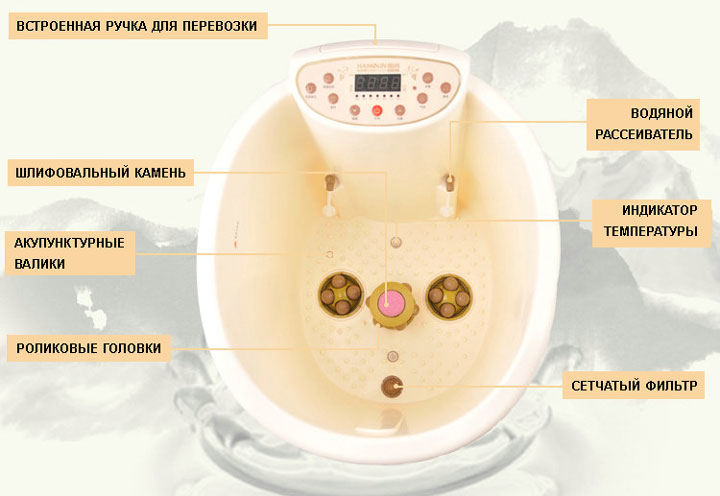 ВСТРОЕННАЯ РУЧКА ДЛЯ ПЕРЕВОЗКИ
ВОДЯНОЙ
РАССЕИВАТЕЛЬ
ШЛИФОВАЛЬНЫЙ КАМЕНЬ
ИНДИКАТОР
ТЕМПЕРАТУРЫ
АКУПУНКТУРНЫЕ
ВАЛИКИ
РОЛИКОВЫЕ ГОЛОВКИ
СЕТЧАТЫЙ ФИЛЬТР